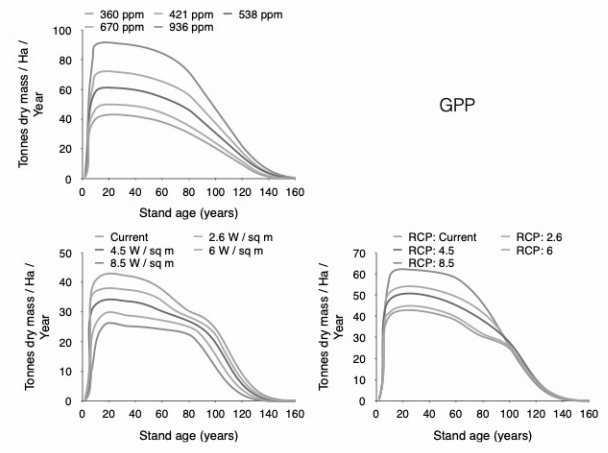 360 ppm 421 ppm 538 ppm
670 ppm 936 ppm
Tonnes dry mass / Ha /
Year
100
80
60
40
20
0
0 20 40 60 80 100 120 140 160
Stand age (years)
GPP
Current 2.6 W / sq m
4.5 W / sq m 6 W / sq m
8.5 W / sq m
Tonnes dry mass / Ha /
Year
50
40
30
20
10
0
0 20 40 60 80 100 120 140 160
Stand age (years)
RCP: Current RCP: 2.6
RCP: 4.5 RCP: 6
RCP: 8.5
Tonnes dry mass / Ha /
Year
70
60
50
40
30
20
10
0
0 20 40 60 80 100 120 140 160
Stand age (years)